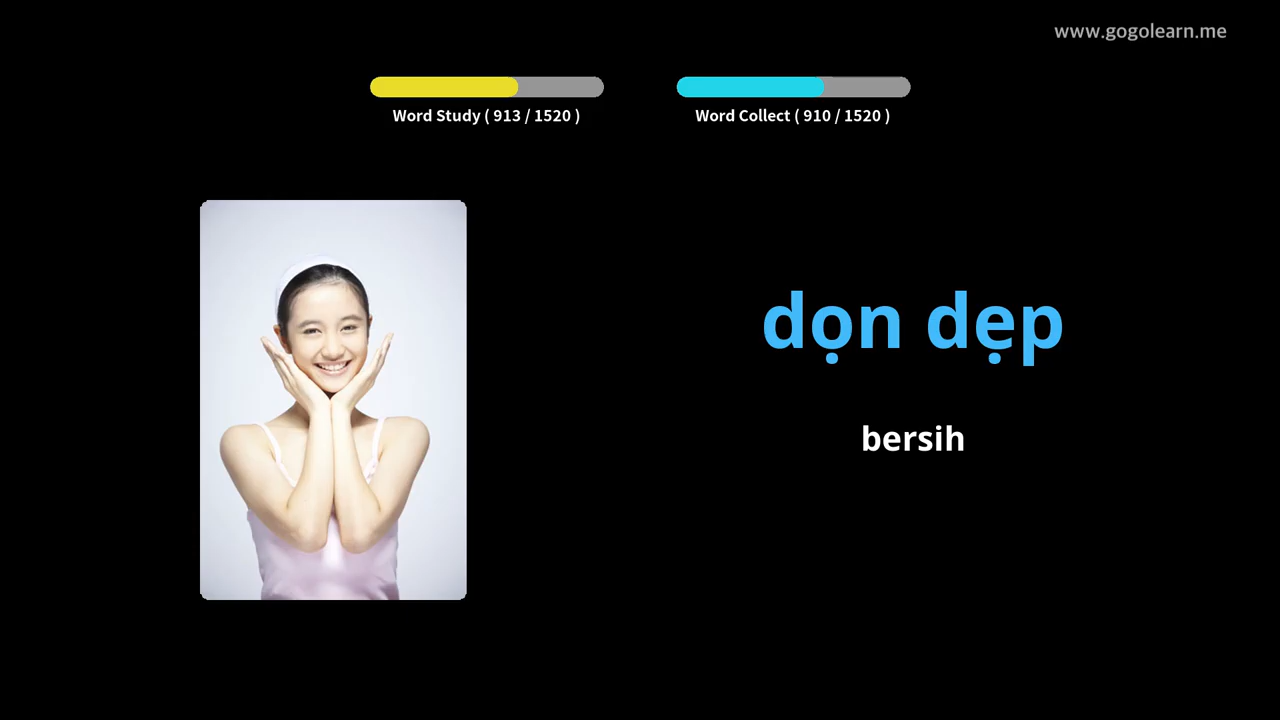 www.gogolearn.me
Word Study ( 913 / 1520 )
Word Collect ( 910 / 1520 )
dọn dẹp
bersih